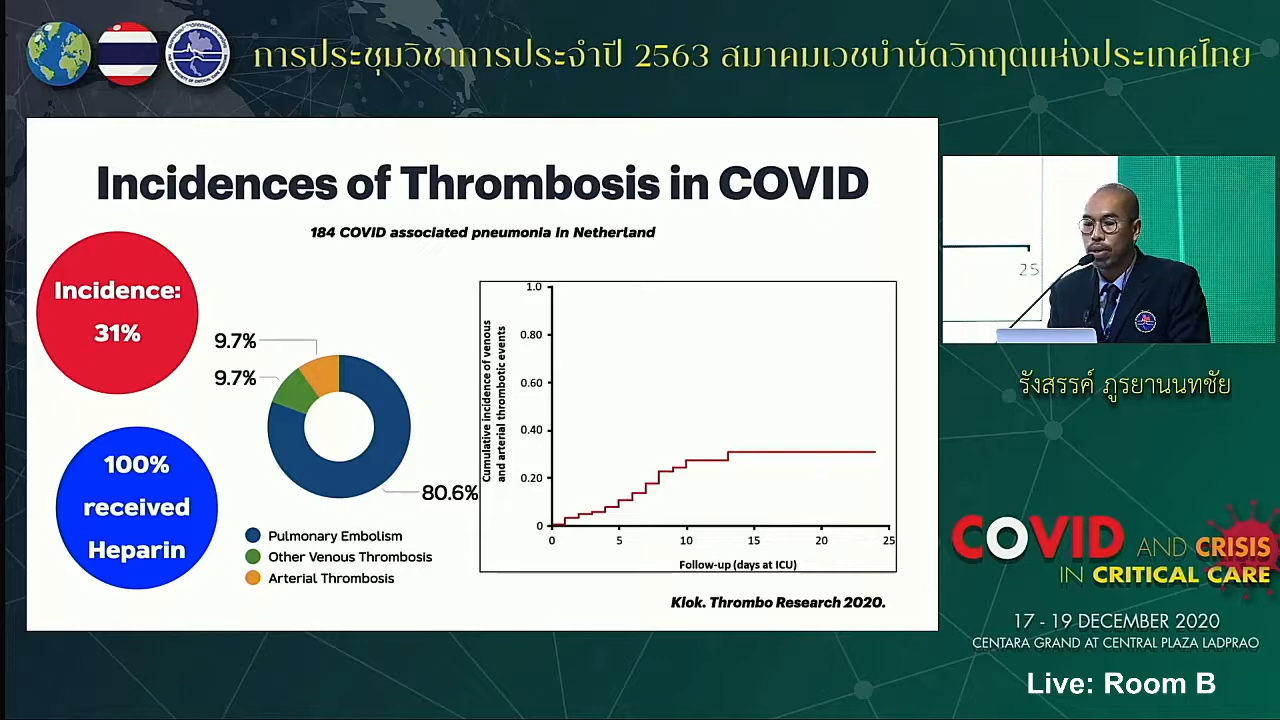 การประชุมวิชาการประจำปี 2563 สมาคมเวชบำบัดวิกฤตแห่งประเทศไทย
Incidences of Thrombosis in COVID
184 COVID associated pneumonia in Netherland
Incidence:
31%
100%
received
Heparin
9.7%
9.7%
80.6%
Pulmonary Embolism
Other Venous Thrombosis
Arterial Thrombosis
Cumulative incidence of venous
and arterial thrombotic events
1.0
0.80
0.60
0.40
0.20
0
0 5 10 15 20 25
Follow-up (days at ICU)
Klok. Thrombo Research 2020.
25
รังสรรค์ ภูรยานนทชัย
COVID AND CRISIS
IN CRITICAL CARE
17 - 19 DECEMBER 2020
CENTARA GRAND AT CENTRAL PLAZA LADPRAO
Live: Room B